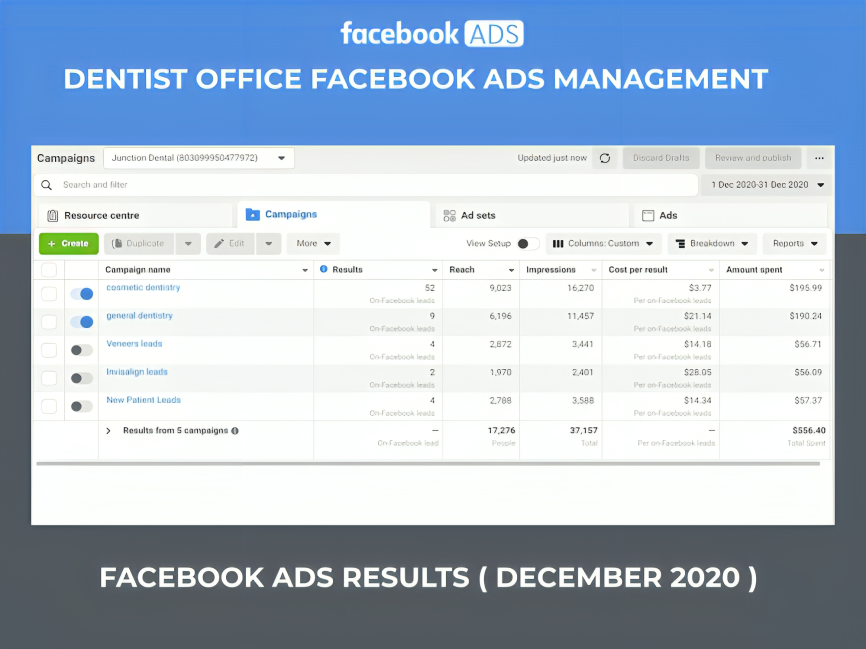 facebook ADS
DENTIST OFFICE FACEBOOK ADS MANAGEMENT
Campaigns Junction Dental (803099950477972) Updated just now Discard Drafts Review and publish ...
Search and filter 1 Dec 2020-31 Dec 2020
Resource centre Campaigns Ad sets Ads
+ Create Duplicate Edit More View Setup Columns: Custom Breakdown Reports
Campaign name Results Reach Impressions Cost per result Amount spent
cosmetic dentistry 52 9,023 16,270 $3.77 $195.99
On-Facebook leads Per on-Facebook leads
general dentistry 9 6,196 11,457 $21.14 $190.24
On-Facebook leads Per on-Facebook leads
Veneers leads 4 2,872 3,441 $14.18 $56.71
On-Facebook leads Per on-Facebook leads
Invisalign leads 2 1,970 2,401 $28.05 $56.09
On-Facebook leads Per on-Facebook leads
New Patient Leads 4 2,788 3,588 $14.34 $57.37
On-Facebook leads Per on-Facebook leads
Results from 5 campaigns — 17,276 37,157 — $556.40
On-Facebook lead People Total Per on-Facebook leads Total Spent
FACEBOOK ADS RESULTS ( DECEMBER 2020 )